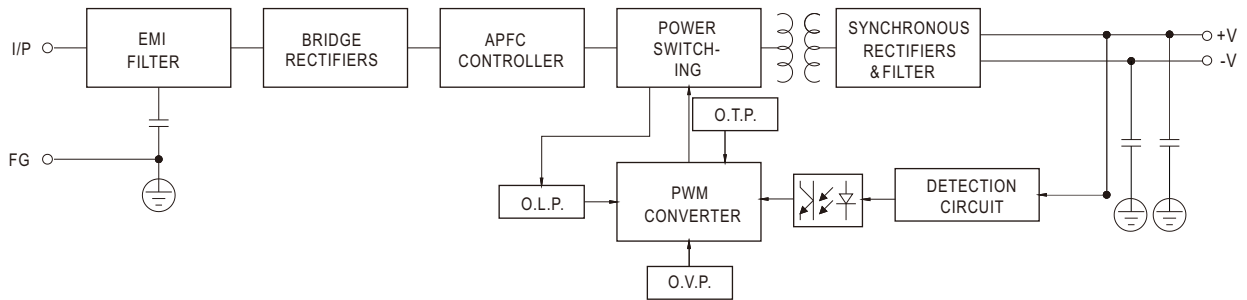 I/P
EMI
FILTER
BRIDGE
RECTIFIERS
APFC
CONTROLLER
POWER
SWITCH-
ING
SYNCHRONOUS
RECTIFIERS
&FILTER
+V
-V
O.T.P.
FG
O.L.P.
PWM
CONVERTER
DETECTION
CIRCUIT
O.V.P.